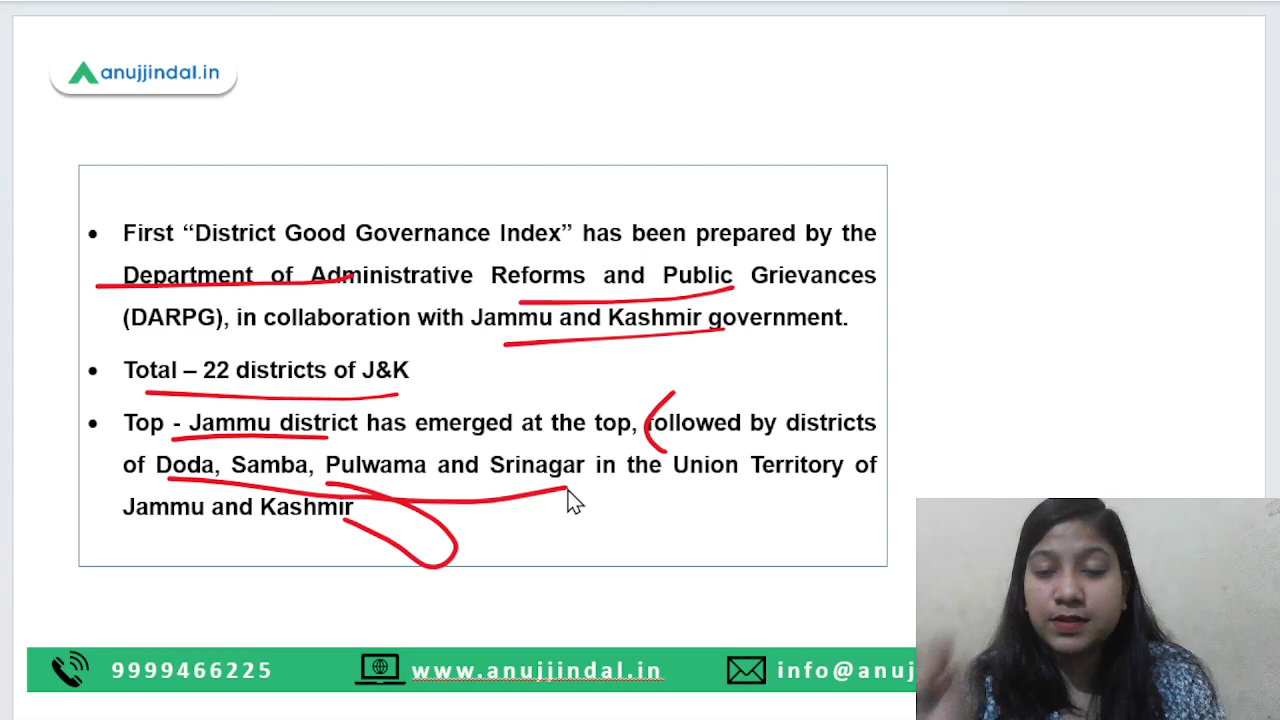 anujjindal.in
• First “District Good Governance Index” has been prepared by the
Department of Administrative Reforms and Public Grievances
(DARPG), in collaboration with Jammu and Kashmir government.
• Total – 22 districts of J&K
• Top - Jammu district has emerged at the top, followed by districts
of Doda, Samba, Pulwama and Srinagar in the Union Territory of
Jammu and Kashmir
9999466225 www.anujjindal.in info@anuj